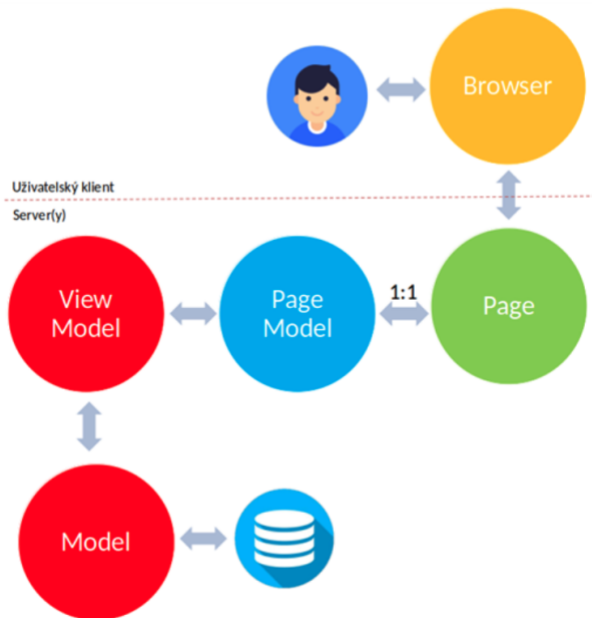 Browser
Uživatelský klient
Server(y)
View
Model
Page
Model
1:1
Page
Model